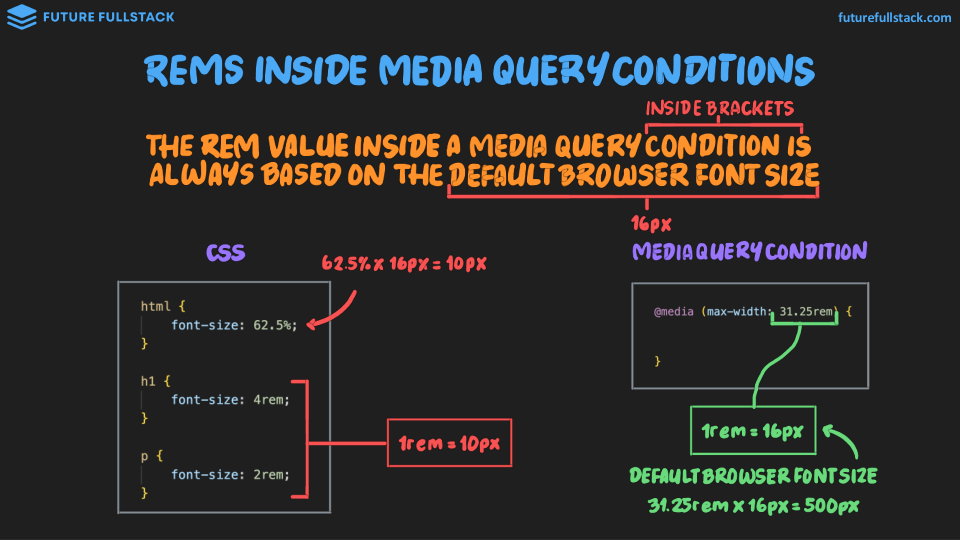 FUTURE FULLSTACK
futurefullstack.com
REMS INSIDE MEDIA QUERY CONDITIONS
INSIDE BRACKETS
THE REM VALUE INSIDE A MEDIA QUERY CONDITION IS
ALWAYS BASED ON THE DEFAULT BROWSER FONT SIZE
16px
CSS
62.5% x 16px = 10px
html {
font-size: 62.5%;
}
h1 {
font-size: 4rem;
}
p {
font-size: 2rem;
}
1rem = 10px
MEDIA QUERY CONDITION
@media (max-width: 31.25rem) {
}
1rem = 16px
DEFAULT BROWSER FONT SIZE
31.25rem x 16px = 500px